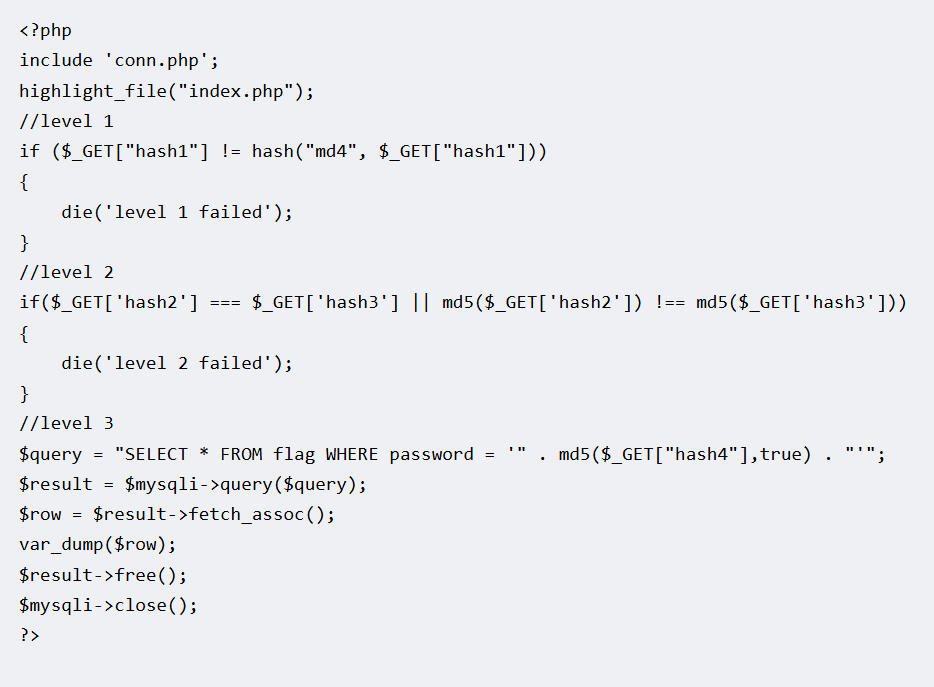 <?php
include 'conn.php';
highlight_file("index.php");
//level 1
if ($_GET["hash1"] != hash("md4", $_GET["hash1"]))
{
    die('level 1 failed');
}
//level 2
if($_GET['hash2'] === $_GET['hash3'] || md5($_GET['hash2']) !== md5($_GET['hash3']))
{
    die('level 2 failed');
}
//level 3
$query = "SELECT * FROM flag WHERE password = '" . md5($_GET["hash4"],true) . "'";
$result = $mysqli->query($query);
$row = $result->fetch_assoc();
var_dump($row);
$result->free();
$mysqli->close();
?>